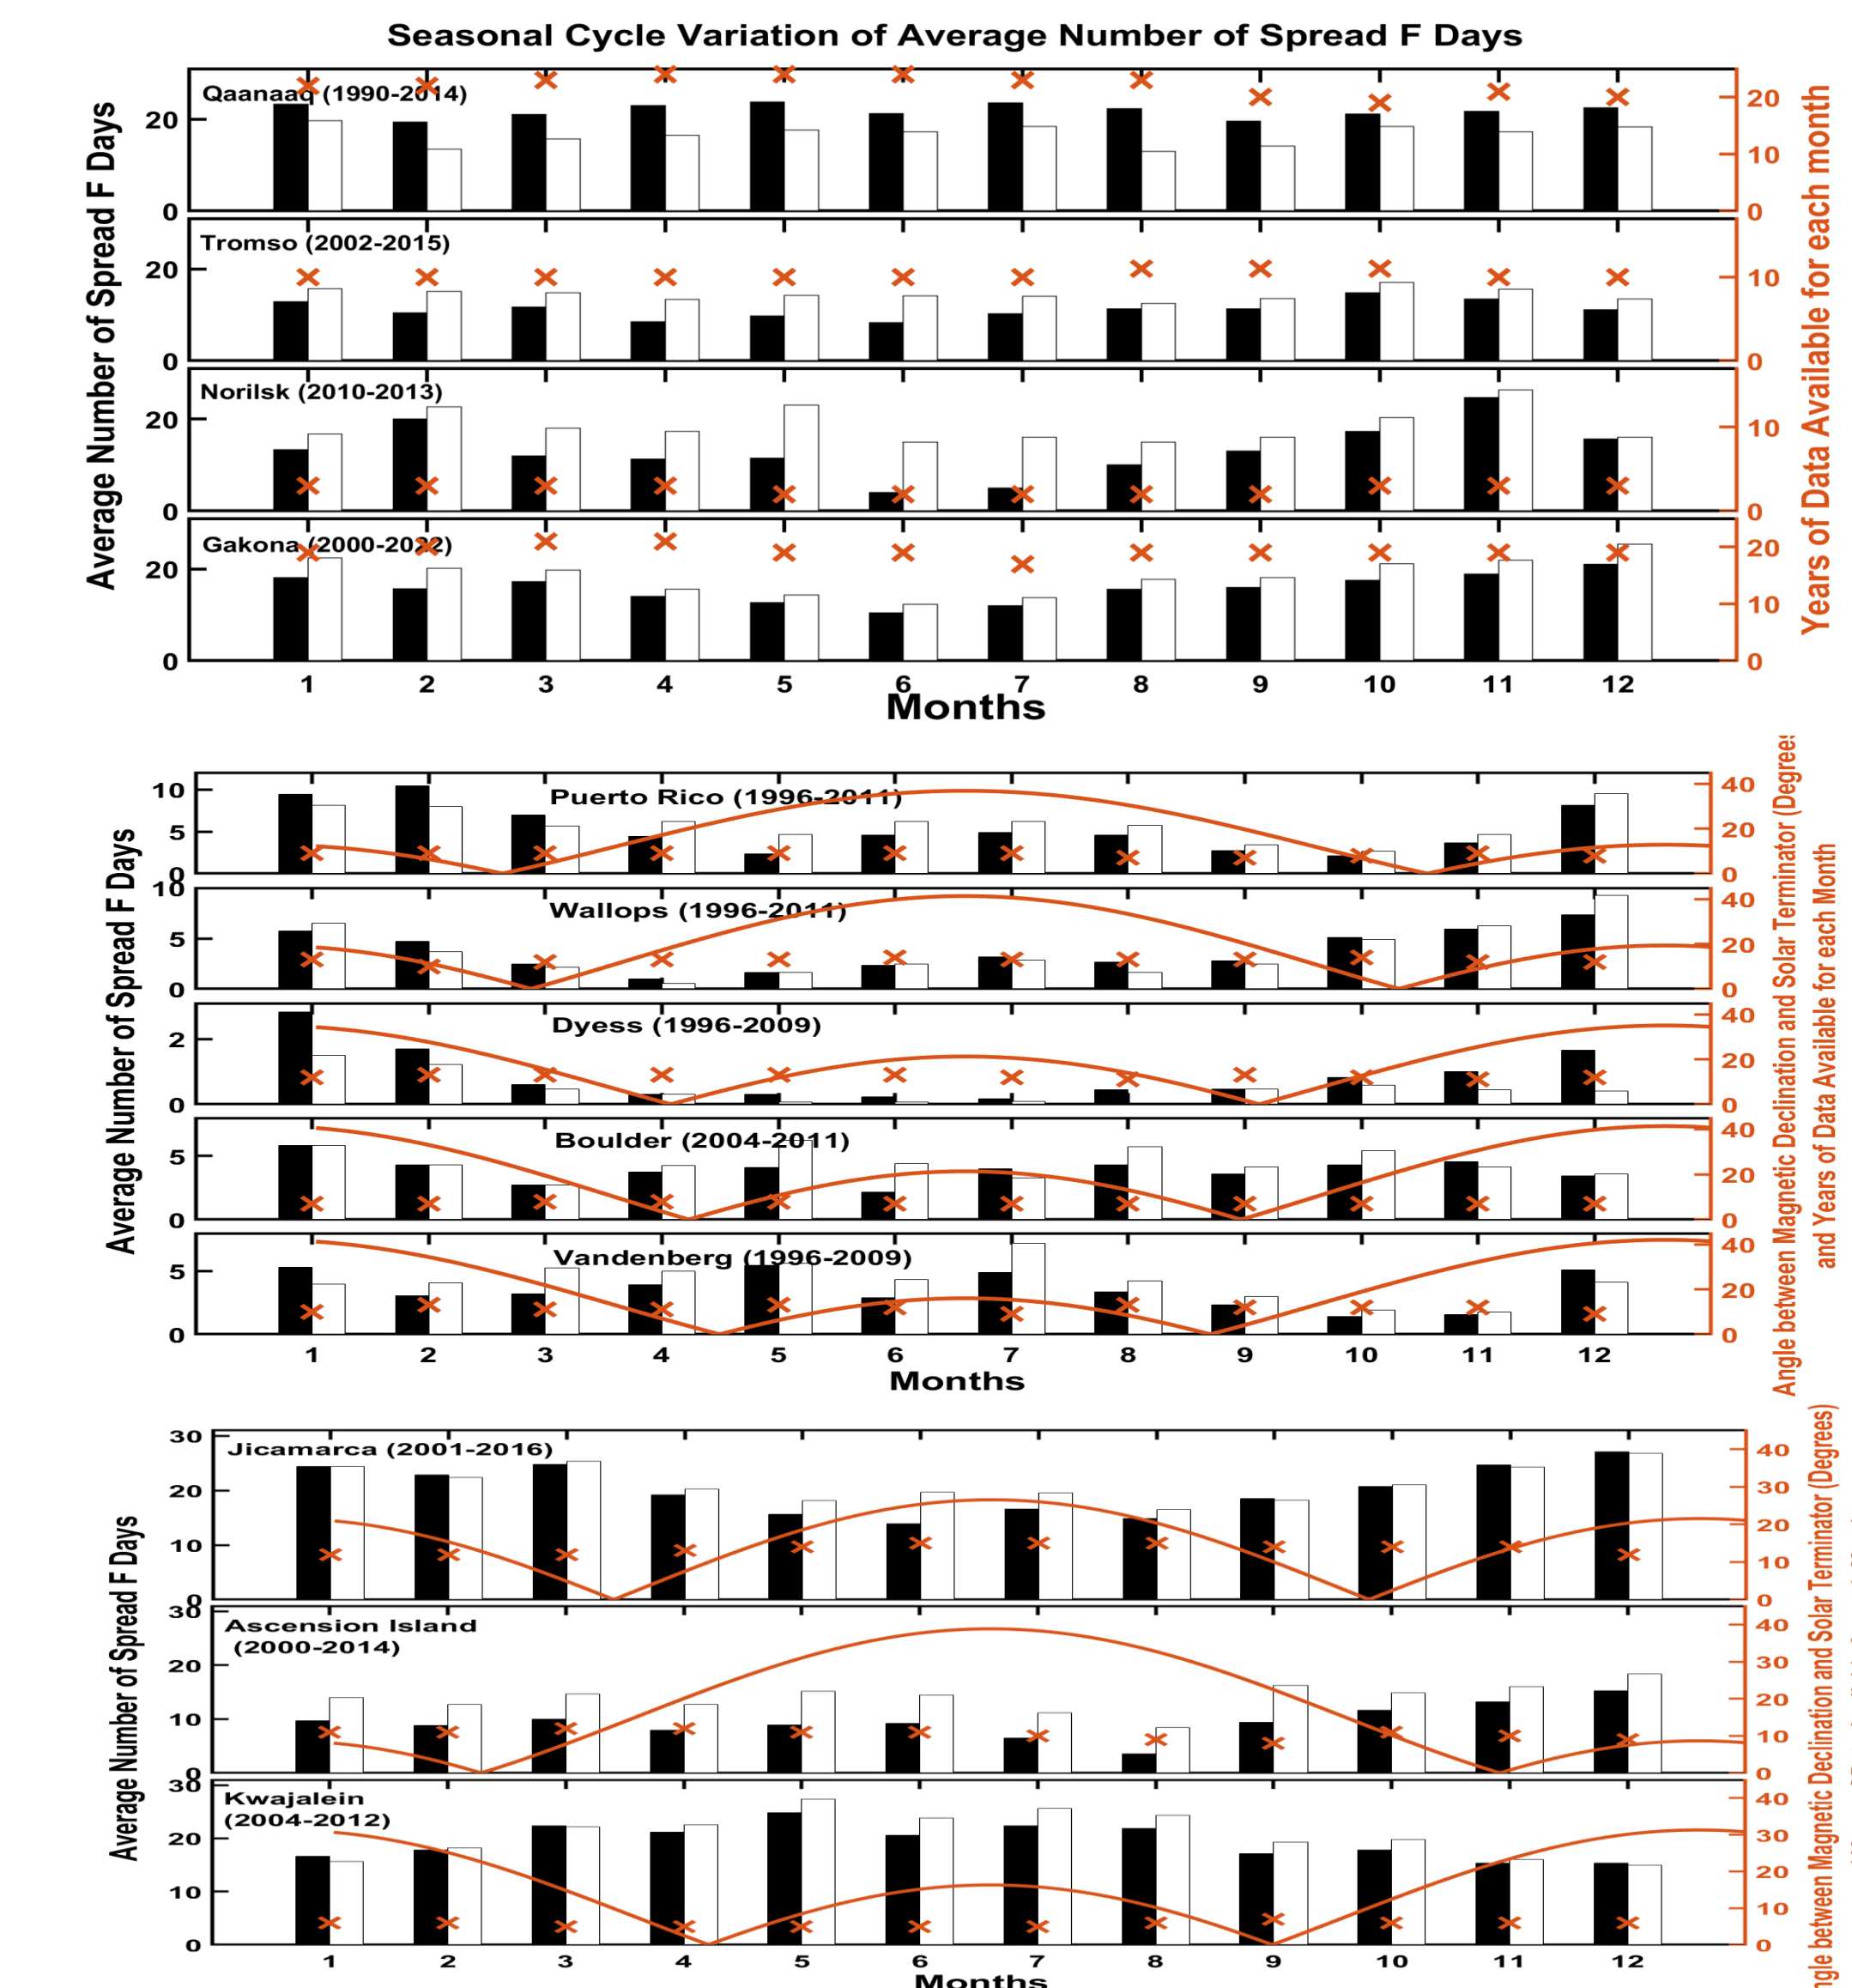 Seasonal Cycle Variation of Average Number of Spread F Days
Average Number of Spread F Days
Years of Data Available for each month
Qaanaaq (1990-2014)
20
0
20
10
0
Tromso (2002-2015)
20
0
10
0
Norilsk (2010-2013)
20
0
10
0
Gakona (2000-2022)
20
0
20
10
0
1 2 3 4 5 6 7 8 9 10 11 12
Months
Average Number of Spread F Days
Angle between Magnetic Declination and Solar Terminator (Degrees
and Years of Data Available for each Month
Puerto Rico (1996-2011)
10
5
0
40
20
0
Wallops (1996-2011)
10
5
0
40
20
0
Dyess (1996-2009)
2
0
40
20
0
Boulder (2004-2011)
5
0
40
20
0
Vandenberg (1996-2009)
5
0
40
20
0
1 2 3 4 5 6 7 8 9 10 11 12
Months
Average Number of Spread F Days
ngle between Magnetic Declination and Solar Terminator (Degrees)
Jicamarca (2001-2016)
30
20
10
0
40
30
20
10
0
Ascension Island
(2000-2014)
30
20
10
0
40
30
20
10
0
Kwajalein
(2004-2012)
30
20
10
0
40
30
20
10
0
1 2 3 4 5 6 7 8 9 10 11 12
Months